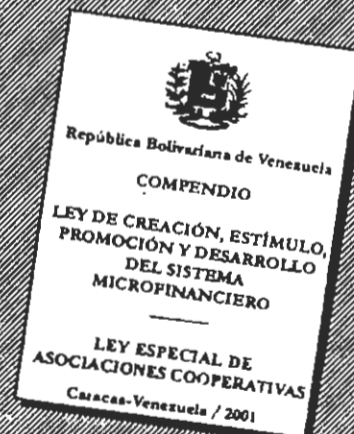 República Bolivariana de Venezuela
COMPENDIO
LEY DE CREACIÓN, ESTÍMULO,
PROMOCIÓN Y DESARROLLO
DEL SISTEMA
MICROFINANCIERO
LEY ESPECIAL DE
ASOCIACIONES COOPERATIVAS
Caracas-Venezuela / 2001